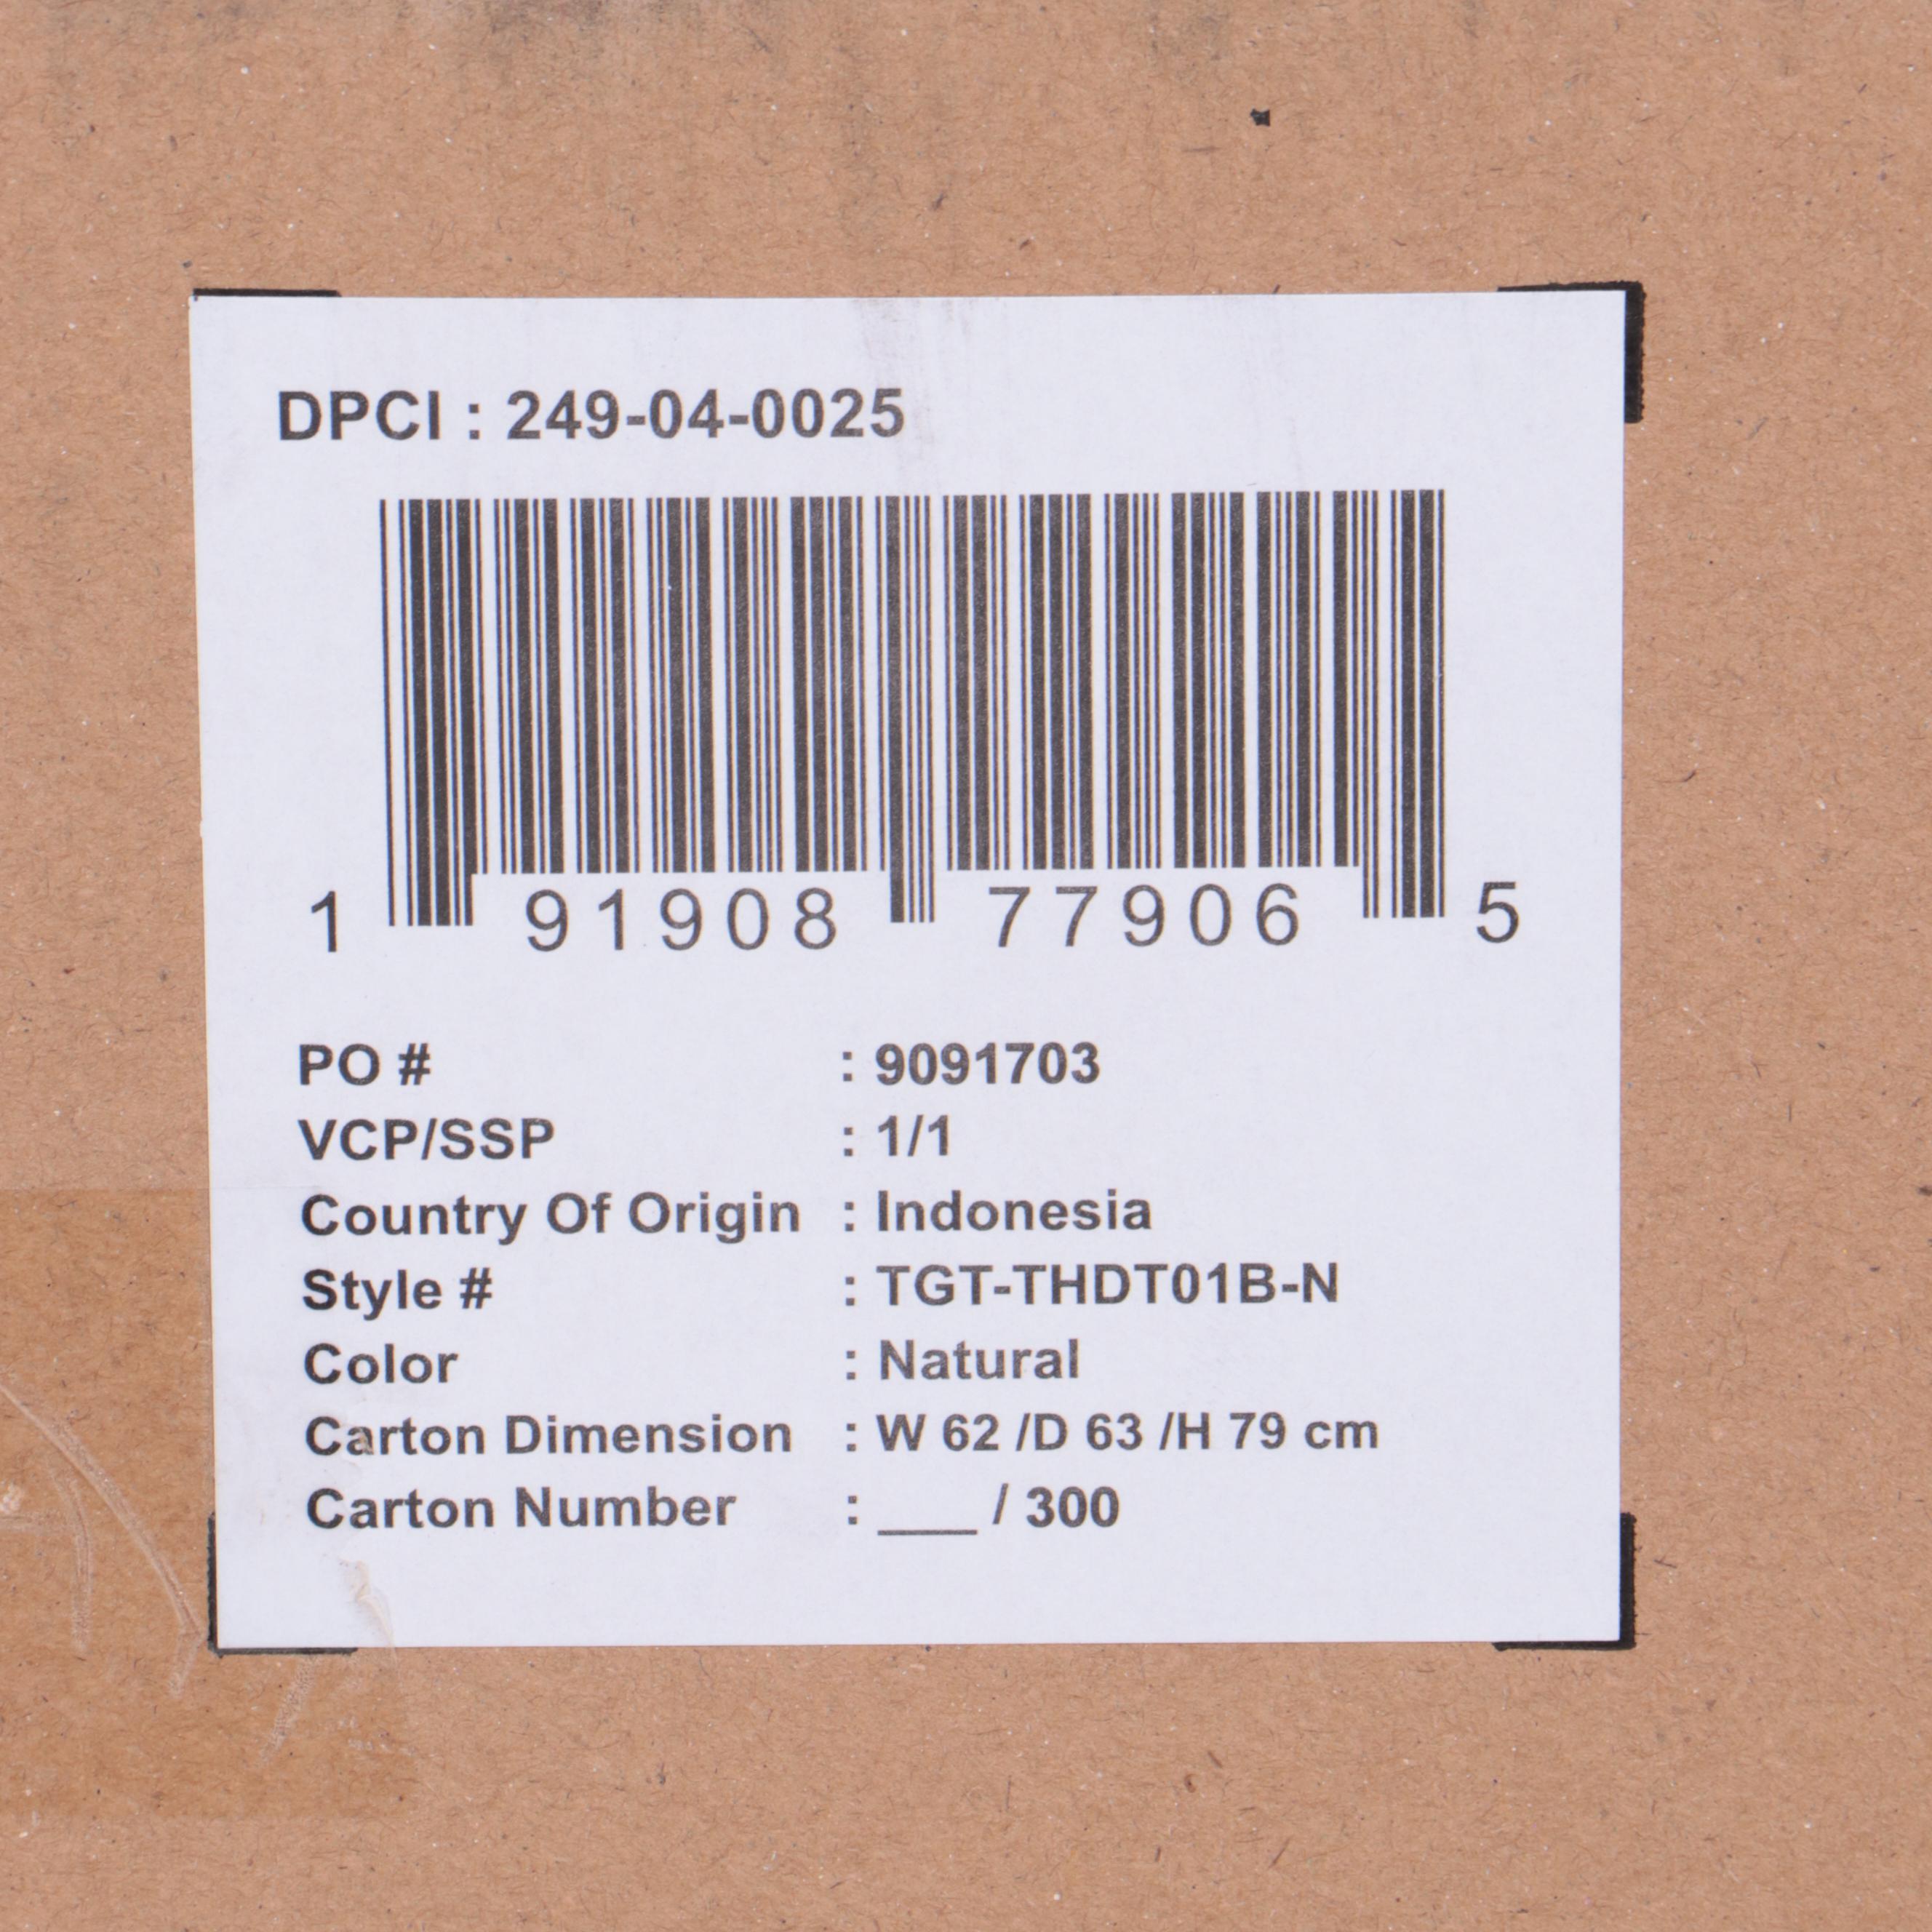 DPCI : 249-04-0025
1 91908 77906 5
PO # : 9091703
VCP/SSP : 1/1
Country Of Origin : Indonesia
Style # : TGT-THDT01B-N
Color : Natural
Carton Dimension : W 62 /D 63 /H 79 cm
Carton Number : ___ / 300